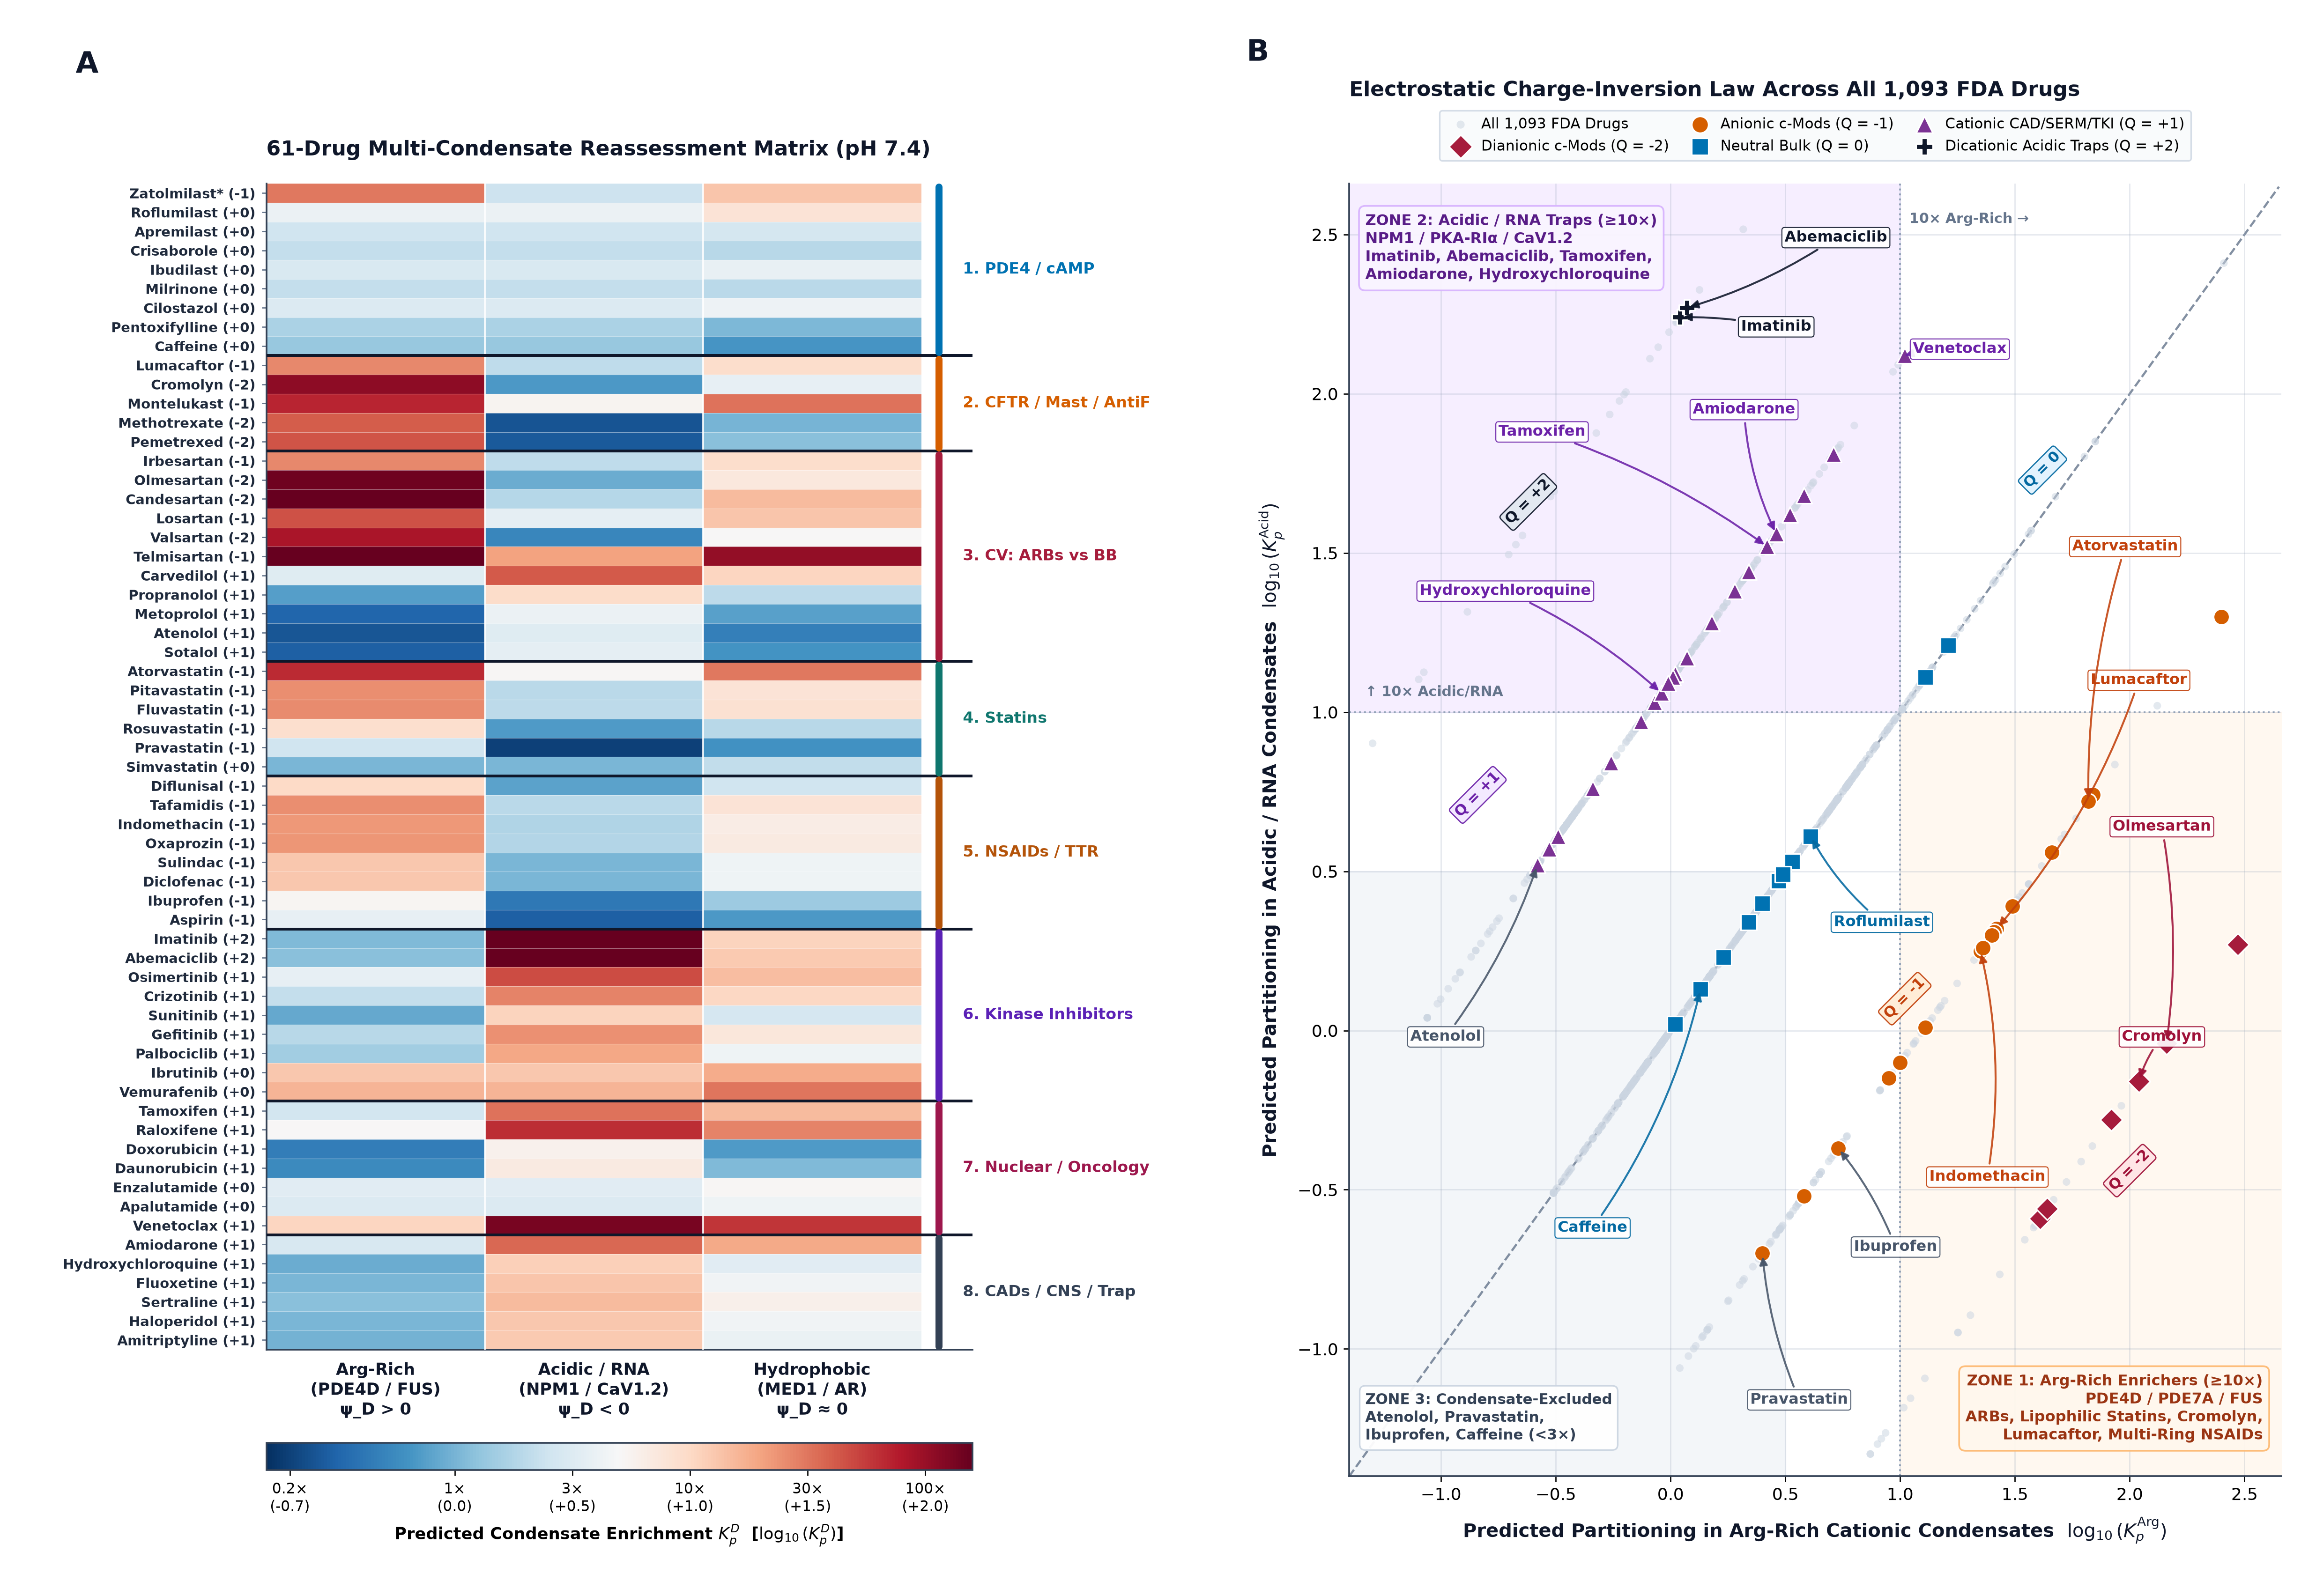 A
61-Drug Multi-Condensate Reassessment Matrix (pH 7.4)
Zatolmilast* (-1)
Roflumilast (+0)
Apremilast (+0)
Crisaborole (+0)
Ibudilast (+0)
Milrinone (+0)
Cilostazol (+0)
Pentoxifylline (+0)
Caffeine (+0)
Lumacaftor (-1)
Cromolyn (-2)
Montelukast (-1)
Methotrexate (-2)
Pemetrexed (-2)
Irbesartan (-1)
Olmesartan (-2)
Candesartan (-2)
Losartan (-1)
Valsartan (-2)
Telmisartan (-1)
Carvedilol (+1)
Propranolol (+1)
Metoprolol (+1)
Atenolol (+1)
Sotalol (+1)
Atorvastatin (-1)
Pitavastatin (-1)
Fluvastatin (-1)
Rosuvastatin (-1)
Pravastatin (-1)
Simvastatin (+0)
Diflunisal (-1)
Tafamidis (-1)
Indomethacin (-1)
Oxaprozin (-1)
Sulindac (-1)
Diclofenac (-1)
Ibuprofen (-1)
Aspirin (-1)
Imatinib (+2)
Abemaciclib (+2)
Osimertinib (+1)
Crizotinib (+1)
Sunitinib (+1)
Gefitinib (+1)
Palbociclib (+1)
Ibrutinib (+0)
Vemurafenib (+0)
Tamoxifen (+1)
Raloxifene (+1)
Doxorubicin (+1)
Daunorubicin (+1)
Enzalutamide (+0)
Apalutamide (+0)
Venetoclax (+1)
Amiodarone (+1)
Hydroxychloroquine (+1)
Fluoxetine (+1)
Sertraline (+1)
Haloperidol (+1)
Amitriptyline (+1)
1. PDE4 / cAMP
2. CFTR / Mast / AntiF
3. CV: ARBs vs BB
4. Statins
5. NSAIDs / TTR
6. Kinase Inhibitors
7. Nuclear / Oncology
8. CADs / CNS / Trap
Arg-Rich
(PDE4D / FUS)
ψ_D > 0
Acidic / RNA
(NPM1 / CaV1.2)
ψ_D < 0
Hydrophobic
(MED1 / AR)
ψ_D ≈ 0
0.2× 1× 3× 10× 30× 100×
(-0.7) (0.0) (+0.5) (+1.0) (+1.5) (+2.0)
Predicted Condensate Enrichment K_p^D [log₁₀(K_p^D)]
B
Electrostatic Charge-Inversion Law Across All 1,093 FDA Drugs
All 1,093 FDA Drugs
Dianionic c-Mods (Q = -2)
Anionic c-Mods (Q = -1)
Neutral Bulk (Q = 0)
Cationic CAD/SERM/TKI (Q = +1)
Dicationic Acidic Traps (Q = +2)
ZONE 2: Acidic / RNA Traps (≥10×)
NPM1 / PKA-RIα / CaV1.2
Imatinib, Abemaciclib, Tamoxifen,
Amiodarone, Hydroxychloroquine
10× Arg-Rich →
Abemaciclib
Imatinib
Venetoclax
Amiodarone
Tamoxifen
Q = +2
Q = 0
Atorvastatin
Hydroxychloroquine
Lumacaftor
↑ 10× Acidic/RNA
Q = +1
Olmesartan
Roflumilast
Q = -1
Atenolol
Cromolyn
Indomethacin
Q = -2
Caffeine
Ibuprofen
Pravastatin
ZONE 3: Condensate-Excluded
Atenolol, Pravastatin,
Ibuprofen, Caffeine (<3×)
ZONE 1: Arg-Rich Enrichers (≥10×)
PDE4D / PDE7A / FUS
ARBs, Lipophilic Statins, Cromolyn,
Lumacaftor, Multi-Ring NSAIDs
2.5
2.0
1.5
1.0
0.5
0.0
−0.5
−1.0
−1.0 −0.5 0.0 0.5 1.0 1.5 2.0 2.5
Predicted Partitioning in Acidic / RNA Condensates log₁₀(K_p^Acid)
Predicted Partitioning in Arg-Rich Cationic Condensates log₁₀(K_p^Arg)